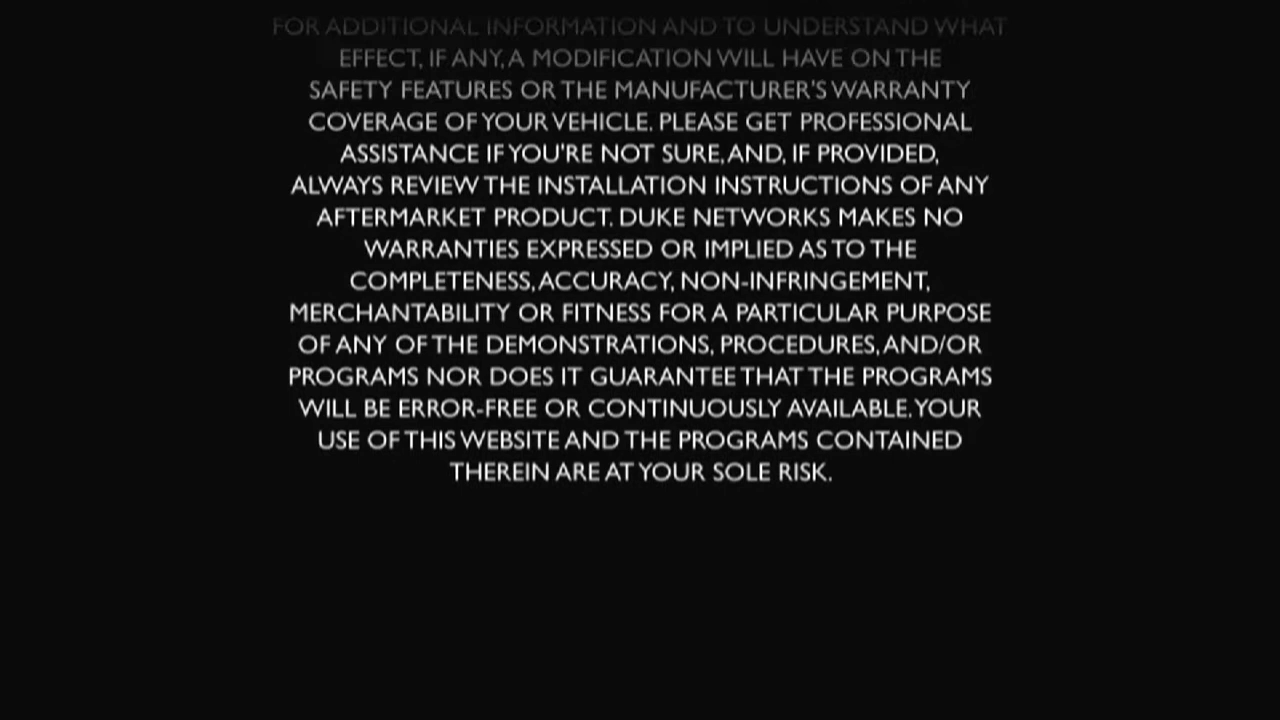 FOR ADDITIONAL INFORMATION AND TO UNDERSTAND WHAT
EFFECT, IF ANY, A MODIFICATION WILL HAVE ON THE
SAFETY FEATURES OR THE MANUFACTURER'S WARRANTY
COVERAGE OF YOUR VEHICLE. PLEASE GET PROFESSIONAL
ASSISTANCE IF YOU'RE NOT SURE, AND, IF PROVIDED,
ALWAYS REVIEW THE INSTALLATION INSTRUCTIONS OF ANY
AFTERMARKET PRODUCT. DUKE NETWORKS MAKES NO
WARRANTIES EXPRESSED OR IMPLIED AS TO THE
COMPLETENESS, ACCURACY, NON-INFRINGEMENT,
MERCHANTABILITY OR FITNESS FOR A PARTICULAR PURPOSE
OF ANY OF THE DEMONSTRATIONS, PROCEDURES, AND/OR
PROGRAMS NOR DOES IT GUARANTEE THAT THE PROGRAMS
WILL BE ERROR-FREE OR CONTINUOUSLY AVAILABLE. YOUR
USE OF THIS WEBSITE AND THE PROGRAMS CONTAINED
THEREIN ARE AT YOUR SOLE RISK.